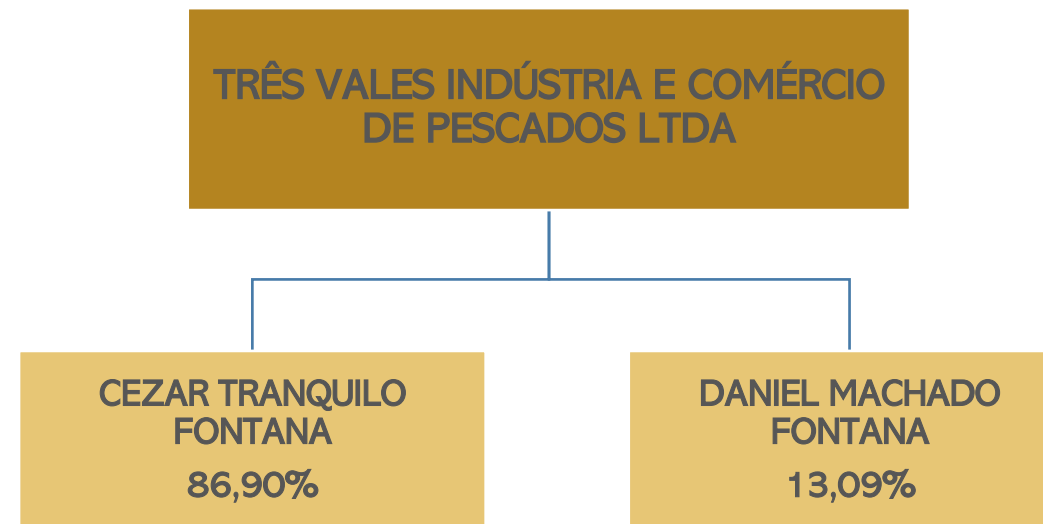 TRÊS VALES INDÚSTRIA E COMÉRCIO
DE PESCADOS LTDA
CEZAR TRANQUILO
FONTANA
86,90%
DANIEL MACHADO
FONTANA
13,09%